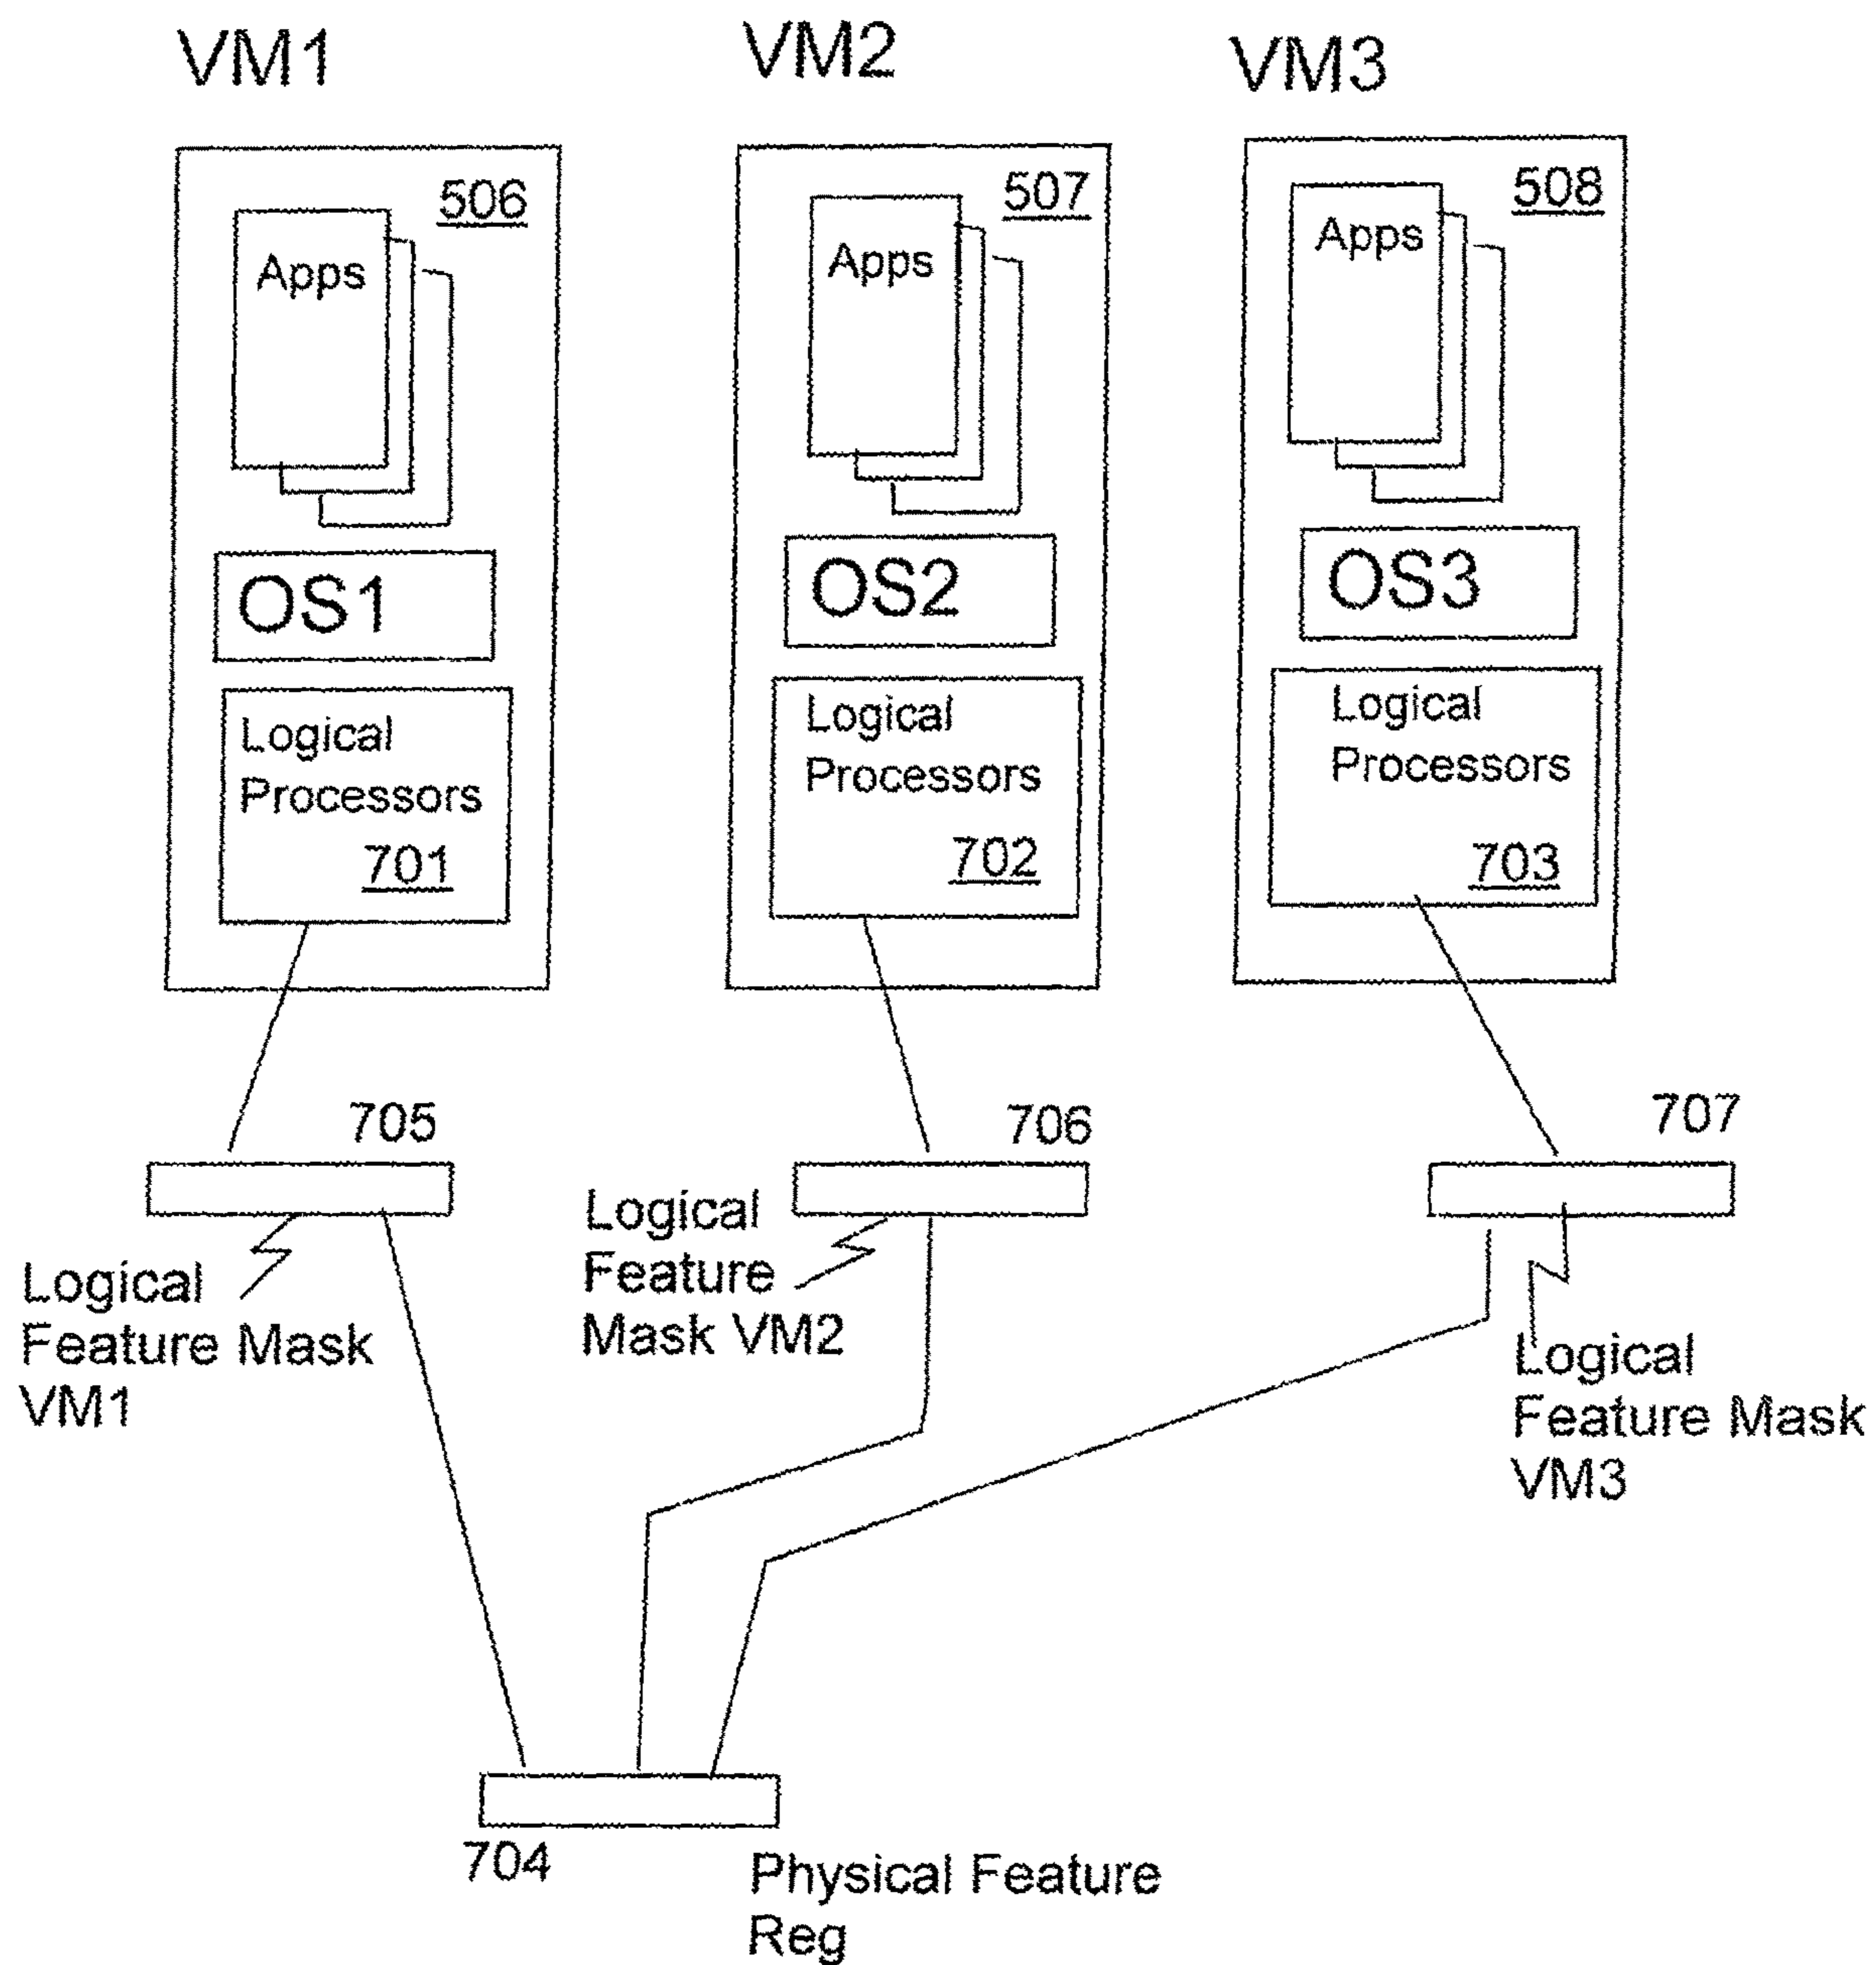 VM1
VM2
VM3
506
Apps
OS1
Logical
Processors
701
507
Apps
OS2
Logical
Processors
702
508
Apps
OS3
Logical
Processors
703
705
Logical
Feature Mask
VM1
706
Logical
Feature
Mask VM2
707
Logical
Feature Mask
VM3
704
Physical Feature
Reg